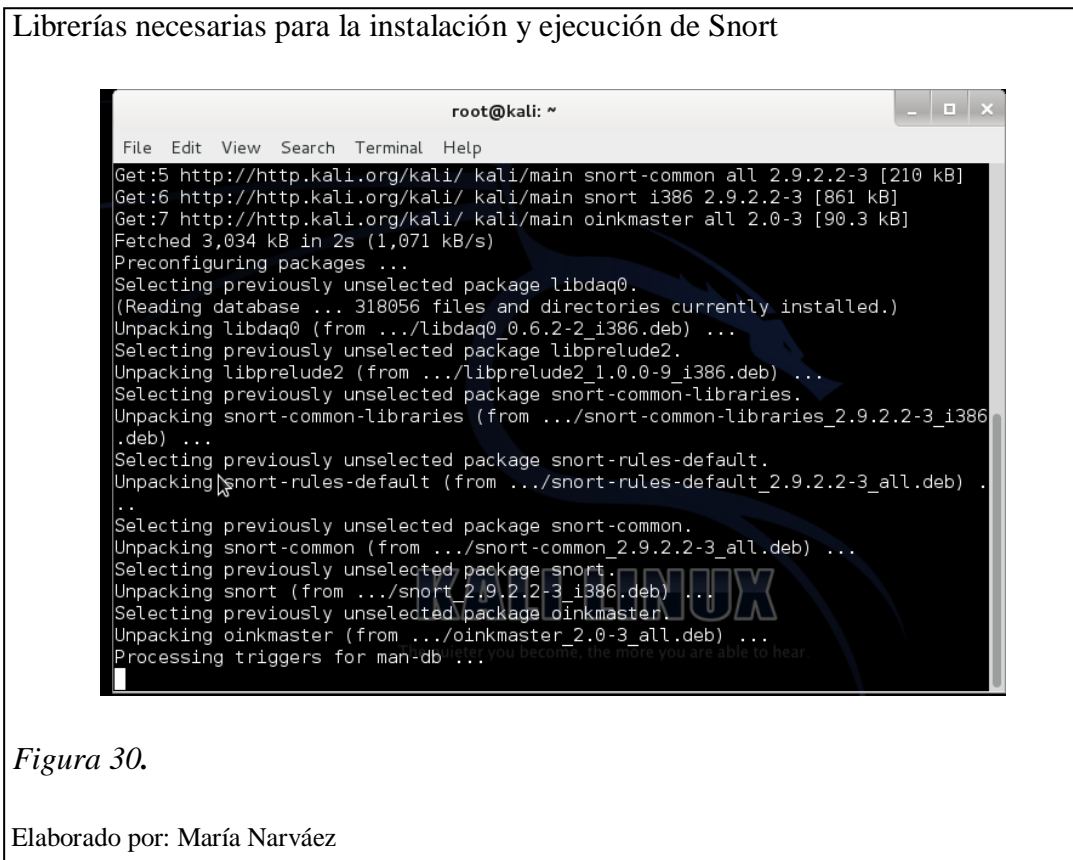 Librerías necesarias para la instalación y ejecución de Snort
root@kali: ~
File Edit View Search Terminal Help
Get:5 http://http.kali.org/kali/ kali/main snort-common all 2.9.2.2-3 [210 kB]
Get:6 http://http.kali.org/kali/ kali/main snort i386 2.9.2.2-3 [861 kB]
Get:7 http://http.kali.org/kali/ kali/main oinkmaster all 2.0-3 [90.3 kB]
Fetched 3,034 kB in 2s (1,071 kB/s)
Preconfiguring packages ...
Selecting previously unselected package libdaq0.
(Reading database ... 318056 files and directories currently installed.)
Unpacking libdaq0 (from .../libdaq0_0.6.2-2_i386.deb) ...
Selecting previously unselected package libprelude2.
Unpacking libprelude2 (from .../libprelude2_1.0.0-9_i386.deb) ...
Selecting previously unselected package snort-common-libraries.
Unpacking snort-common-libraries (from .../snort-common-libraries_2.9.2.2-3_i386
.deb) ...
Selecting previously unselected package snort-rules-default.
Unpacking snort-rules-default (from .../snort-rules-default_2.9.2.2-3_all.deb) .
..
Selecting previously unselected package snort-common.
Unpacking snort-common (from .../snort-common_2.9.2.2-3_all.deb) ...
Selecting previously unselected package snort.
Unpacking snort (from .../snort_2.9.2.2-3_i386.deb) ...
KALI LINUX
Selecting previously unselected package oinkmaster.
Unpacking oinkmaster (from .../oinkmaster_2.0-3_all.deb) ...
Processing triggers for man-db ...
you become, the more you are able to hear.
Figura 30.
Elaborado por: María Narváez